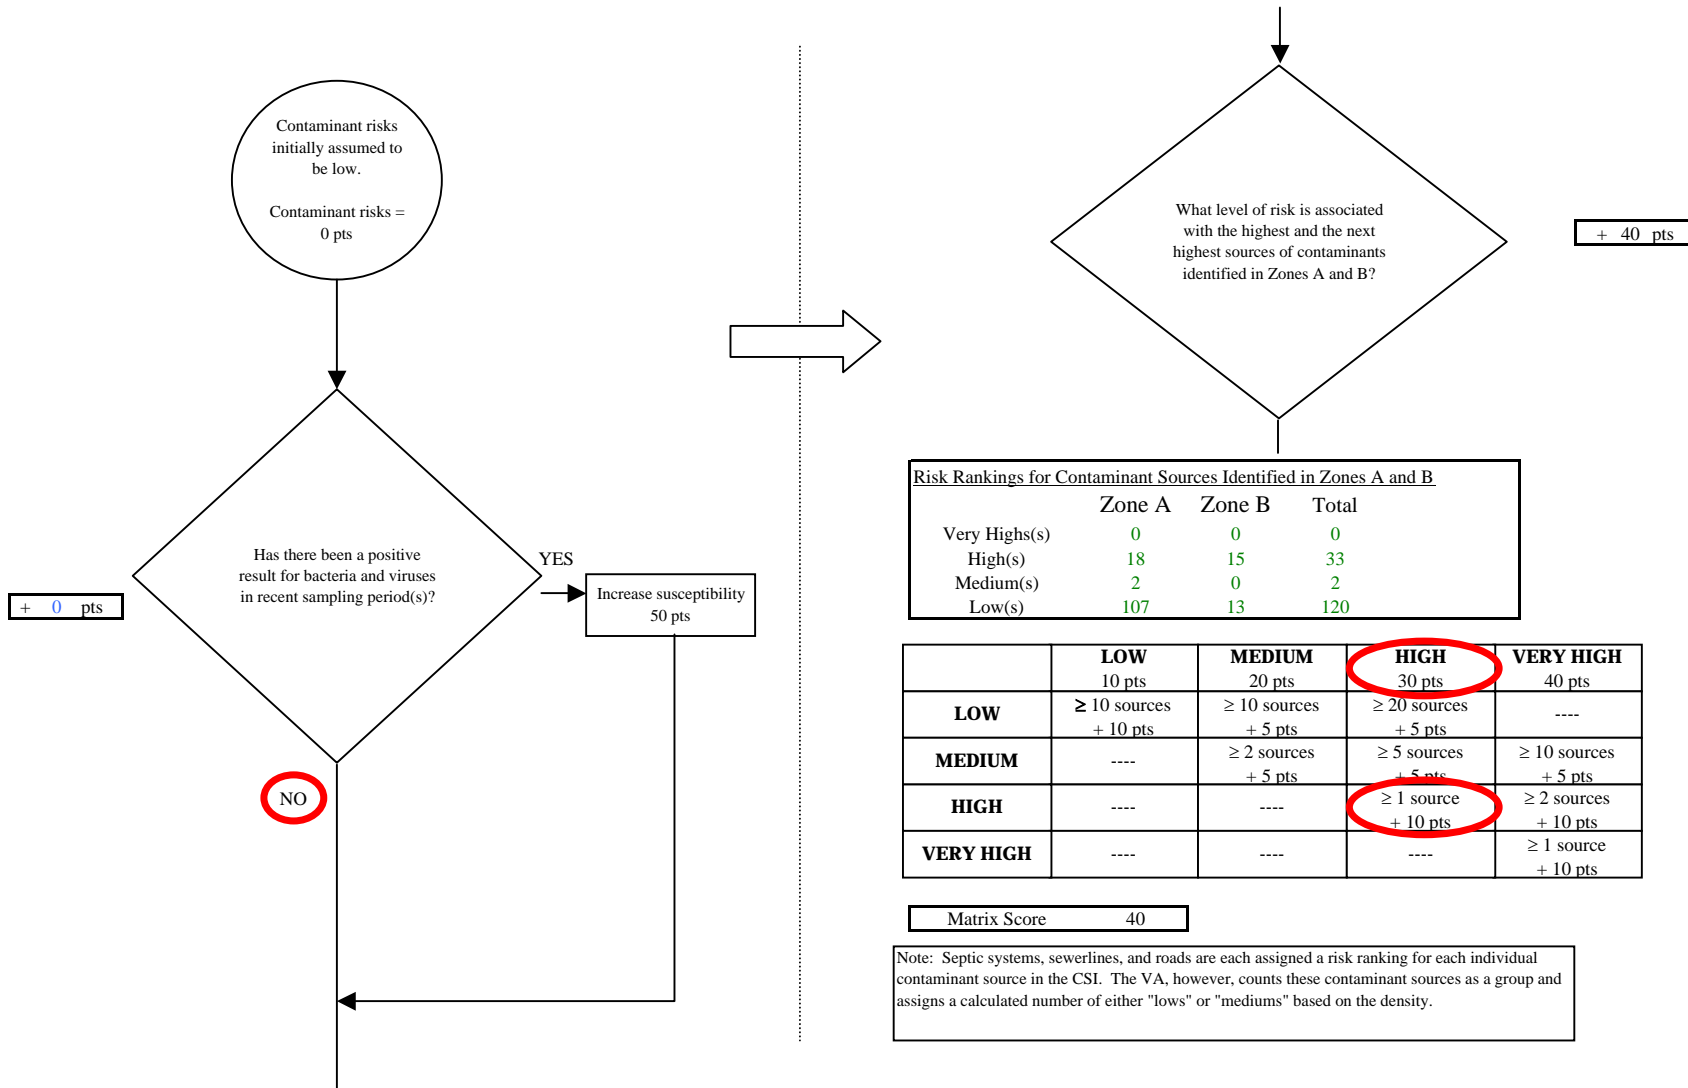 Contaminant risks
initially assumed to
be low.
Contaminant risks =
0 pts
Has there been a positive
result for bacteria and viruses
in recent sampling period(s)?
+ 0 pts
YES
Increase susceptibility
50 pts
NO
What level of risk is associated
with the highest and the next
highest sources of contaminants
identified in Zones A and B?
+ 40 pts
Risk Rankings for Contaminant Sources Identified in Zones A and B
Zone A Zone B Total
Very Highs(s) 0 0 0
High(s) 18 15 33
Medium(s) 2 0 2
Low(s) 107 13 120
LOW MEDIUM HIGH VERY HIGH
10 pts 20 pts 30 pts 40 pts
LOW ≥ 10 sources ≥ 10 sources ≥ 20 sources ----
+ 10 pts + 5 pts + 5 pts
MEDIUM ---- ≥ 2 sources ≥ 5 sources ≥ 10 sources
+ 5 pts + 5 pts + 5 pts
HIGH ---- ---- ≥ 1 source ≥ 2 sources
+ 10 pts + 10 pts
VERY HIGH ---- ---- ---- ≥ 1 source
+ 10 pts
Matrix Score 40
Note: Septic systems, sewerlines, and roads are each assigned a risk ranking for each individual
contaminant source in the CSI. The VA, however, counts these contaminant sources as a group and
assigns a calculated number of either "lows" or "mediums" based on the density.